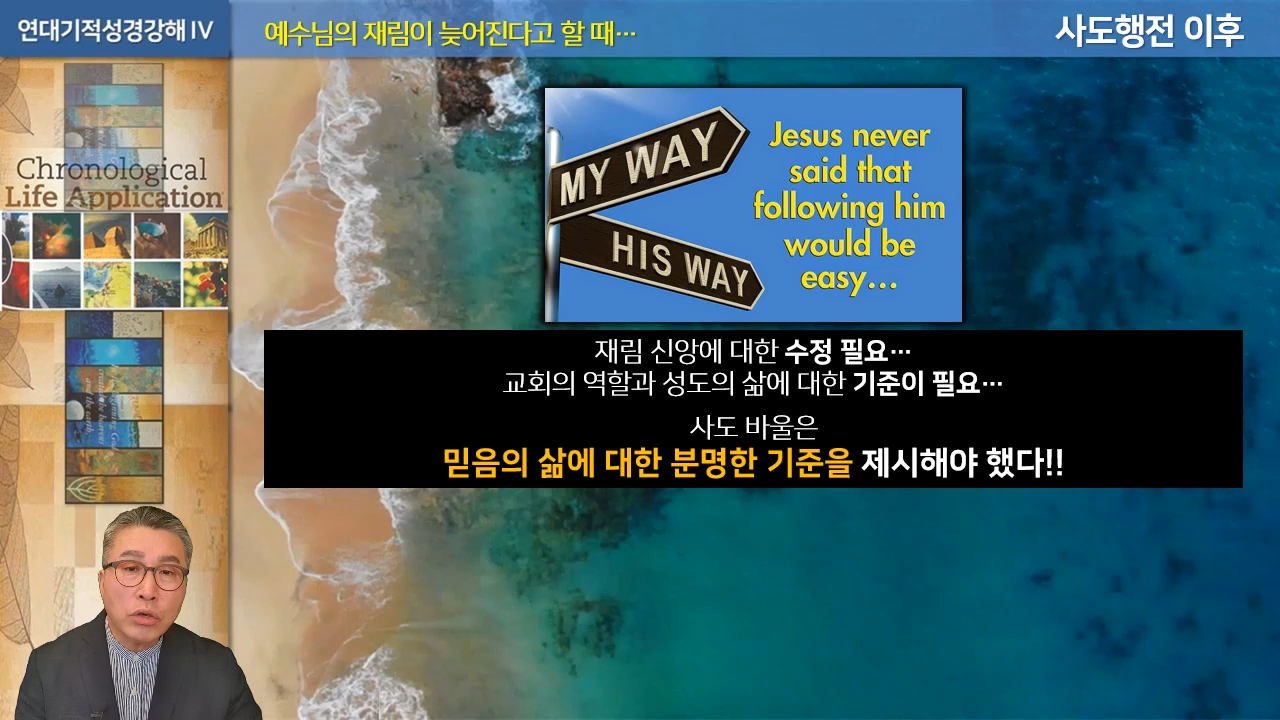 연대기적성경강해 IV
예수님의 재림이 늦어진다고 할 때…
사도행전 이후
Chronological
Life Application
MY WAY
HIS WAY
Jesus never
said that
following him
would be
easy…
재림 신앙에 대한 수정 필요…
교회의 역할과 성도의 삶에 대한 기준이 필요…
사도 바울은
믿음의 삶에 대한 분명한 기준을 제시해야 했다!!